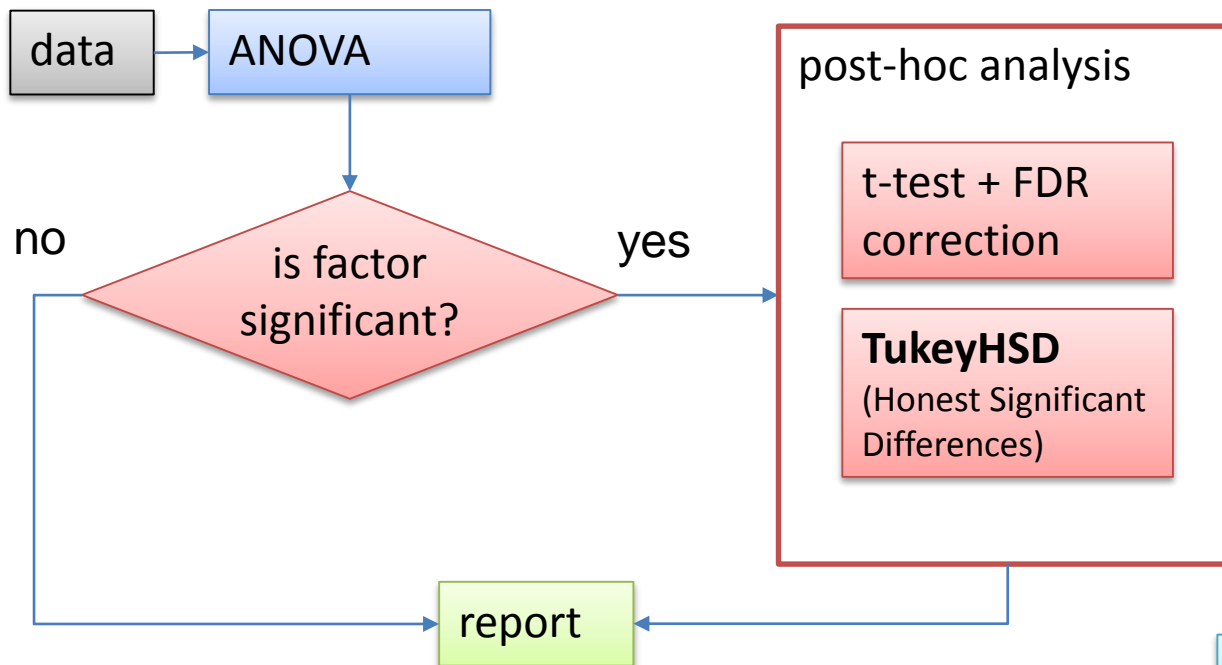 data
ANOVA
post-hoc analysis
t-test + FDR
correction
no
is factor
significant?
yes
TukeyHSD
(Honest Significant
Differences)
report